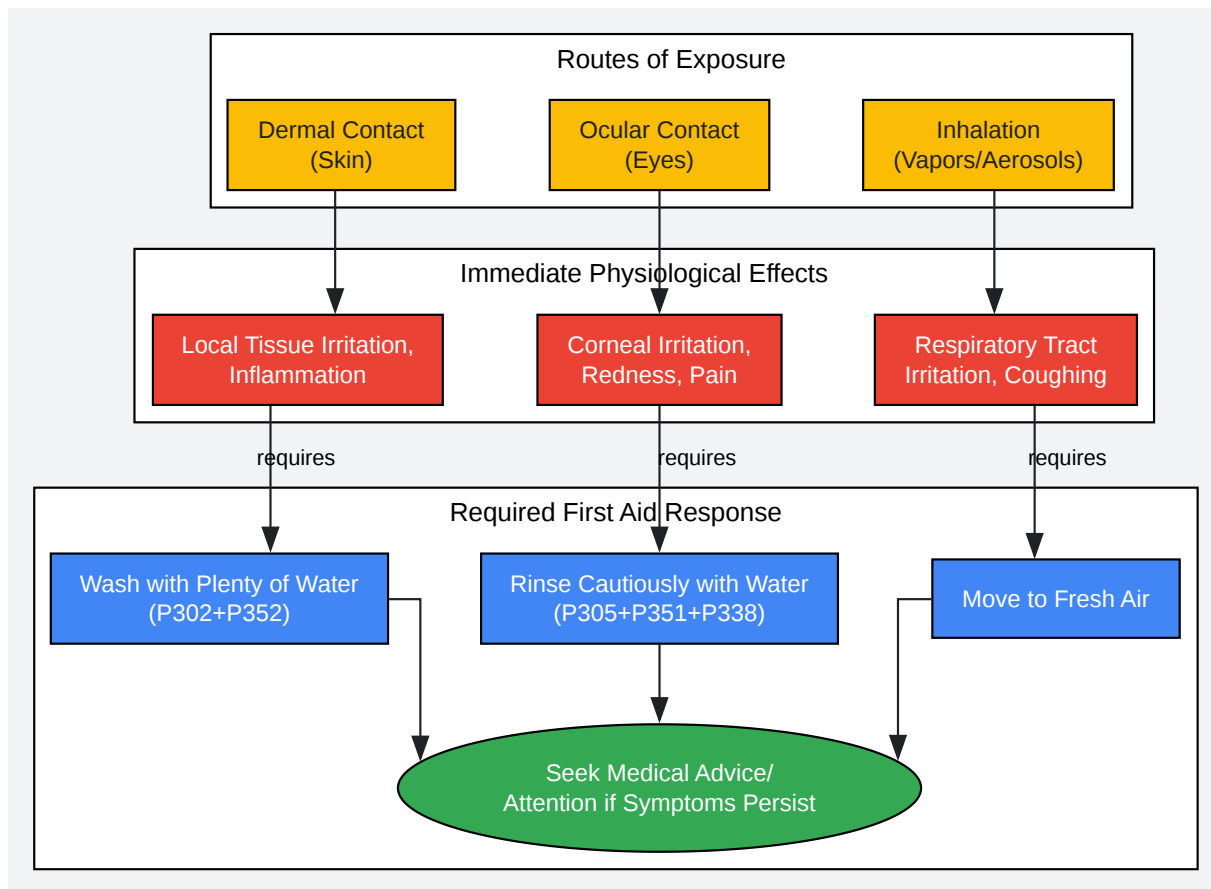 Routes of Exposure
Dermal Contact
(Skin)
Ocular Contact
(Eyes)
Inhalation
(Vapors/Aerosols)
Immediate Physiological Effects
Local Tissue Irritation,
Inflammation
Corneal Irritation,
Redness, Pain
Respiratory Tract
Irritation, Coughing
requires
requires
requires
Required First Aid Response
Wash with Plenty of Water
(P302+P352)
Rinse Cautiously with Water
(P305+P351+P338)
Move to Fresh Air
Seek Medical Advice/
Attention if Symptoms Persist